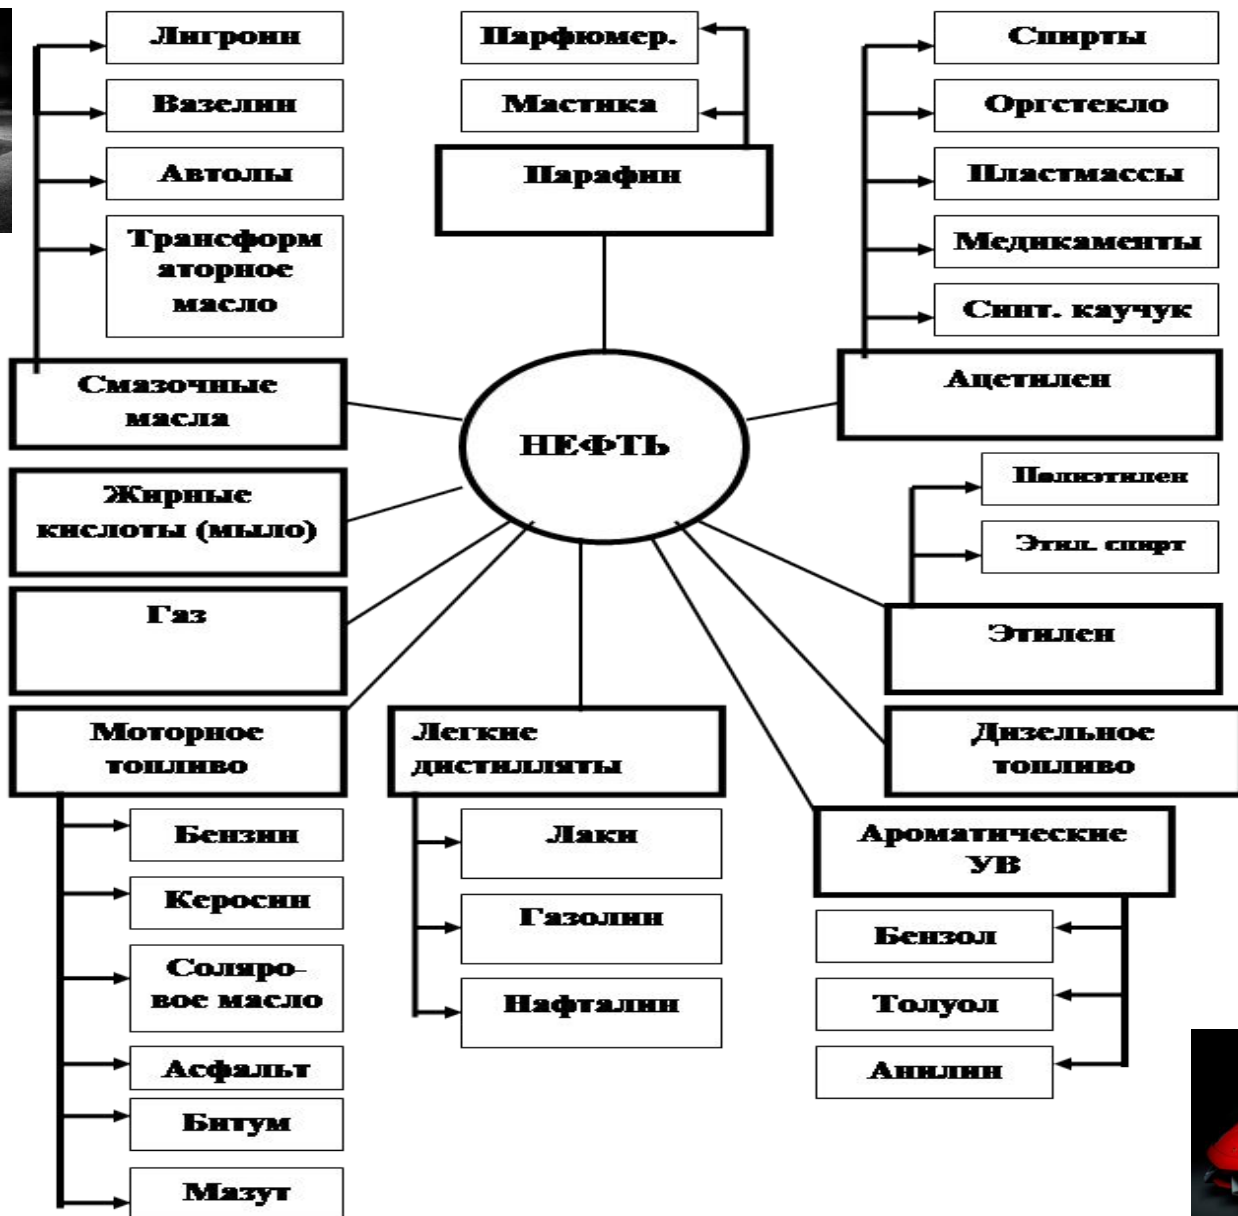 Лигроин
Вазелин
Автолы
Трансформ
аторное
масло
Смазочные
масла
Парфюмер.
Мастика
Парафин
Спирты
Оргстекло
Пластмассы
Медикаменты
Синт. каучук
Ацетилен
НЕФТЬ
Жирные
кислоты (мыло)
Газ
Полиэтилен
Этил. спирт
Этилен
Моторное
топливо
Бензин
Керосин
Соляро-
вое масло
Асфальт
Битум
Мазут
Легкие
дистилляты
Лаки
Газолин
Нафталин
Дизельное
топливо
Ароматические
УВ
Бензол
Толуол
Анилин